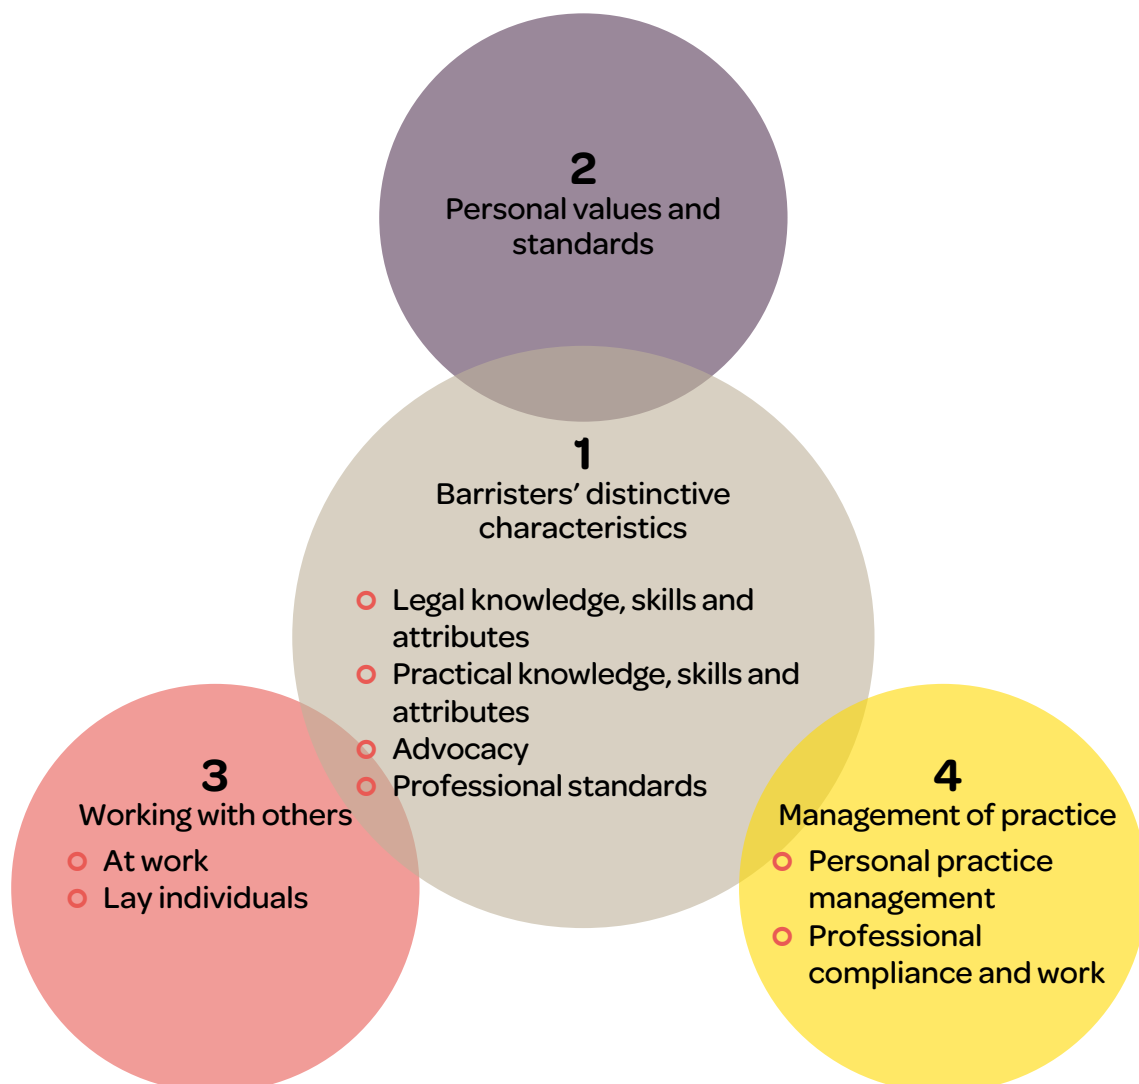 2
Personal values and
standards
1
Barristers’ distinctive
characteristics
Legal knowledge, skills and
attributes
Practical knowledge, skills and
attributes
Advocacy
Professional standards
3
Working with others
At work
Lay individuals
4
Management of practice
Personal practice
management
Professional
compliance and work